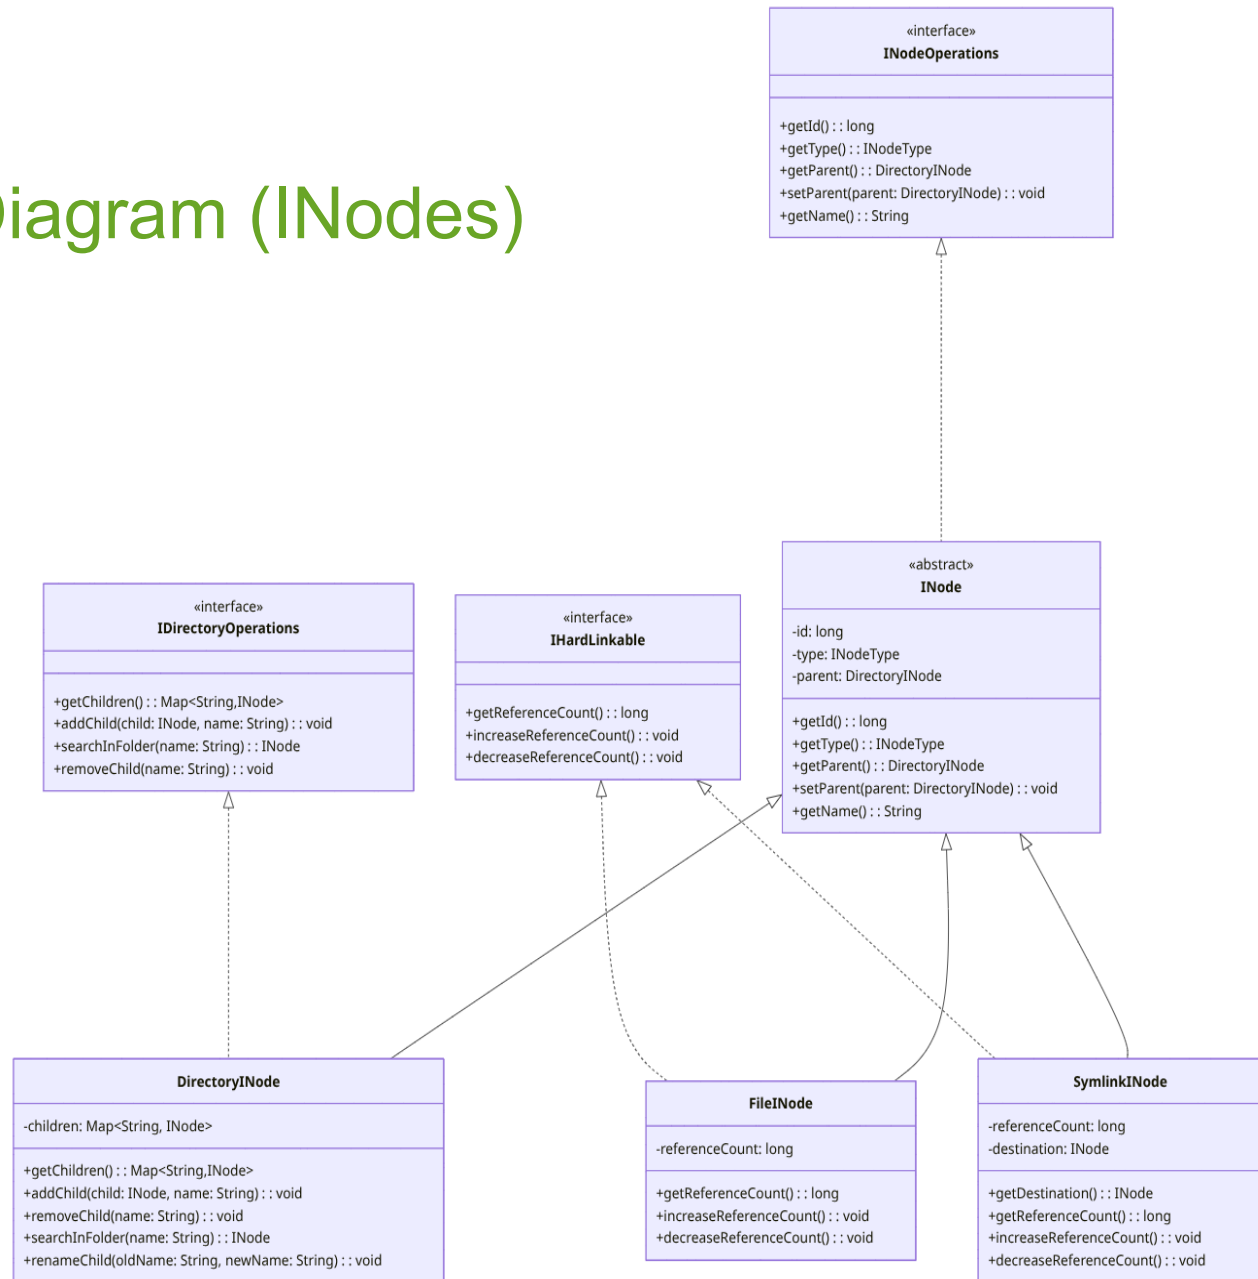 Diagram (INodes)
«interface»
INodeOperations
+getId() : : long
+getType() : : INodeType
+getParent() : : DirectoryINode
+setParent(parent: DirectoryINode) : : void
+getName() : : String
«abstract»
INode
-id: long
-type: INodeType
-parent: DirectoryINode
+getId() : : long
+getType() : : INodeType
+getParent() : : DirectoryINode
+setParent(parent: DirectoryINode) : : void
+getName() : : String
«interface»
IDirectoryOperations
+getChildren() : : Map<String,INode>
+addChild(child: INode, name: String) : : void
+searchInFolder(name: String) : : INode
+removeChild(name: String) : : void
«interface»
IHardLinkable
+getReferenceCount() : : long
+increaseReferenceCount() : : void
+decreaseReferenceCount() : : void
DirectoryINode
-children: Map<String, INode>
+getChildren() : : Map<String,INode>
+addChild(child: INode, name: String) : : void
+removeChild(name: String) : : void
+searchInFolder(name: String) : : INode
+renameChild(oldName: String, newName: String) : : void
FileINode
-referenceCount: long
+getReferenceCount() : : long
+increaseReferenceCount() : : void
+decreaseReferenceCount() : : void
SymlinkINode
-referenceCount: long
-destination: INode
+getDestination() : : INode
+getReferenceCount() : : long
+increaseReferenceCount() : : void
+decreaseReferenceCount() : : void